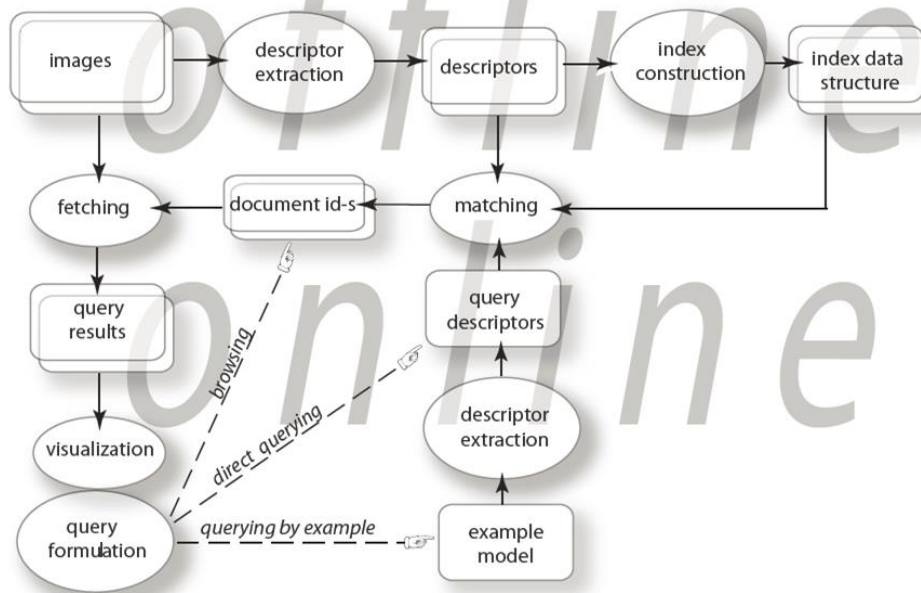 offline
images
descriptor
extraction
descriptors
index
construction
index data
structure
fetching
document id-s
matching
online
query
results
query
descriptors
browsing
direct querying
descriptor
extraction
visualization
query
formulation
querying by example
example
model